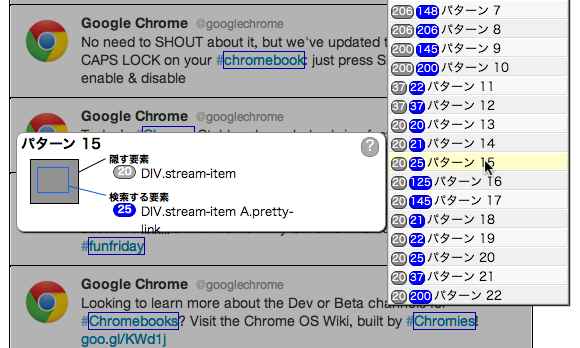 Google Chrome @googlechrome
No need to SHOUT about it, but we've updated t
CAPS LOCK on your #chromebook: just press S
enable & disable
Google Chrome @googlechrome
パターン 15
?
隠す要素
20 DIV.stream-item
検索する要素
25 DIV.stream-item A.pretty-
link...
#funfriday
Google Chrome @googlechrome
Looking to learn more about the Dev or Beta channels for
#Chromebooks? Visit the Chrome OS Wiki, built by #Chromies!
goo.gl/KWd1j
206 148 パターン 7
206 206 パターン 8
200 145 パターン 9
200 200 パターン 10
37 22 パターン 11
37 37 パターン 12
20 20 パターン 13
20 21 パターン 14
20 25 パターン 15
20 125 パターン 16
20 145 パターン 17
20 21 パターン 18
20 22 パターン 19
20 25 パターン 20
20 37 パターン 21
20 200 パターン 22